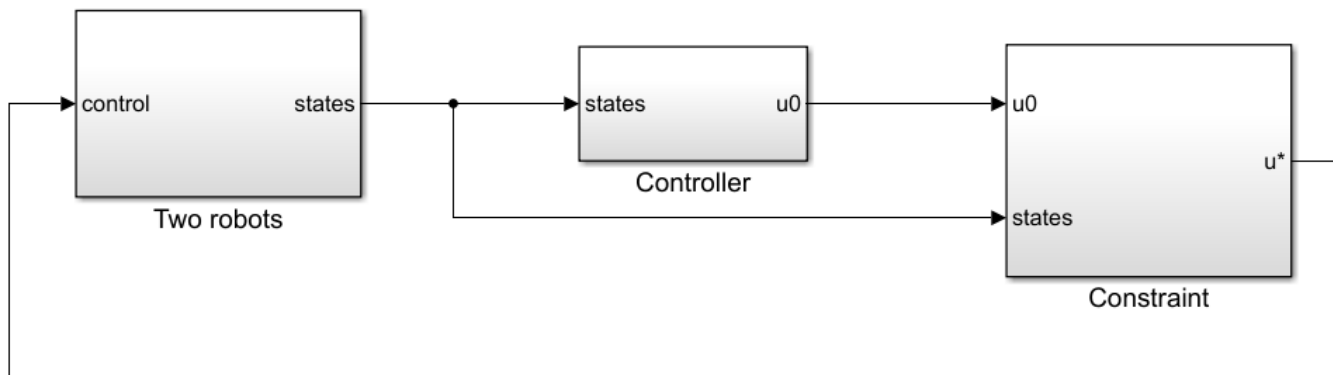 control
states
Two robots
states
u0
Controller
u0
states
u*
Constraint